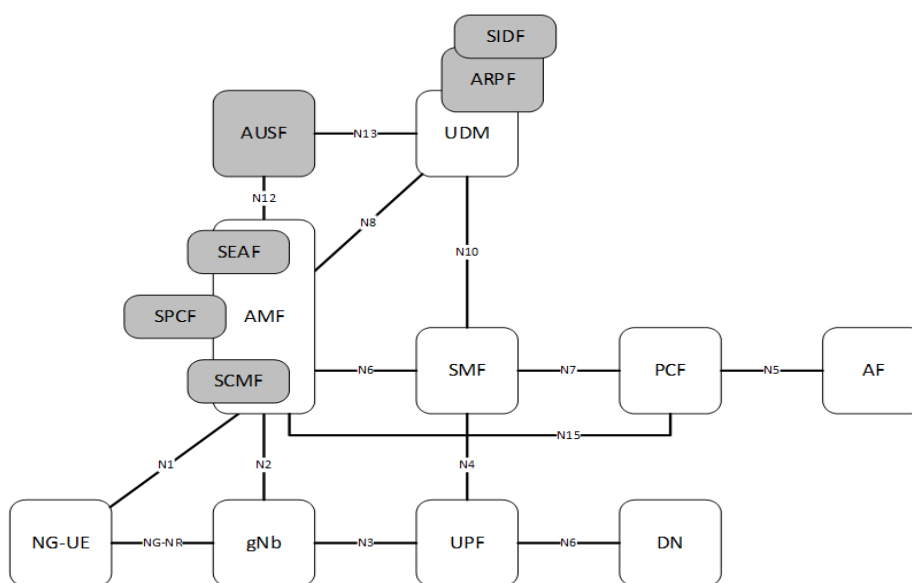 SIDF
ARPF
AUSF
N13
UDM
N12
N8
SEAF
N10
SPCF
AMF
SCMF
N6
SMF
N7
PCF
N5
AF
N15
N1
N2
N4
NG-UE
NG-NR
gNb
N3
UPF
N6
DN